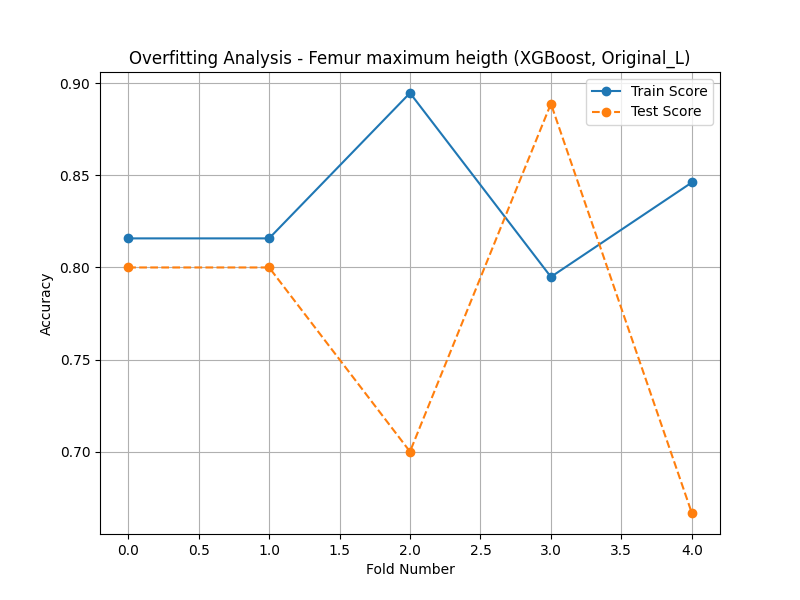 Overfitting Analysis - Femur maximum heigth (XGBoost, Original_L)
Train Score
Test Score
Accuracy
0.90
0.85
0.80
0.75
0.70
0.0 0.5 1.0 1.5 2.0 2.5 3.0 3.5 4.0
Fold Number